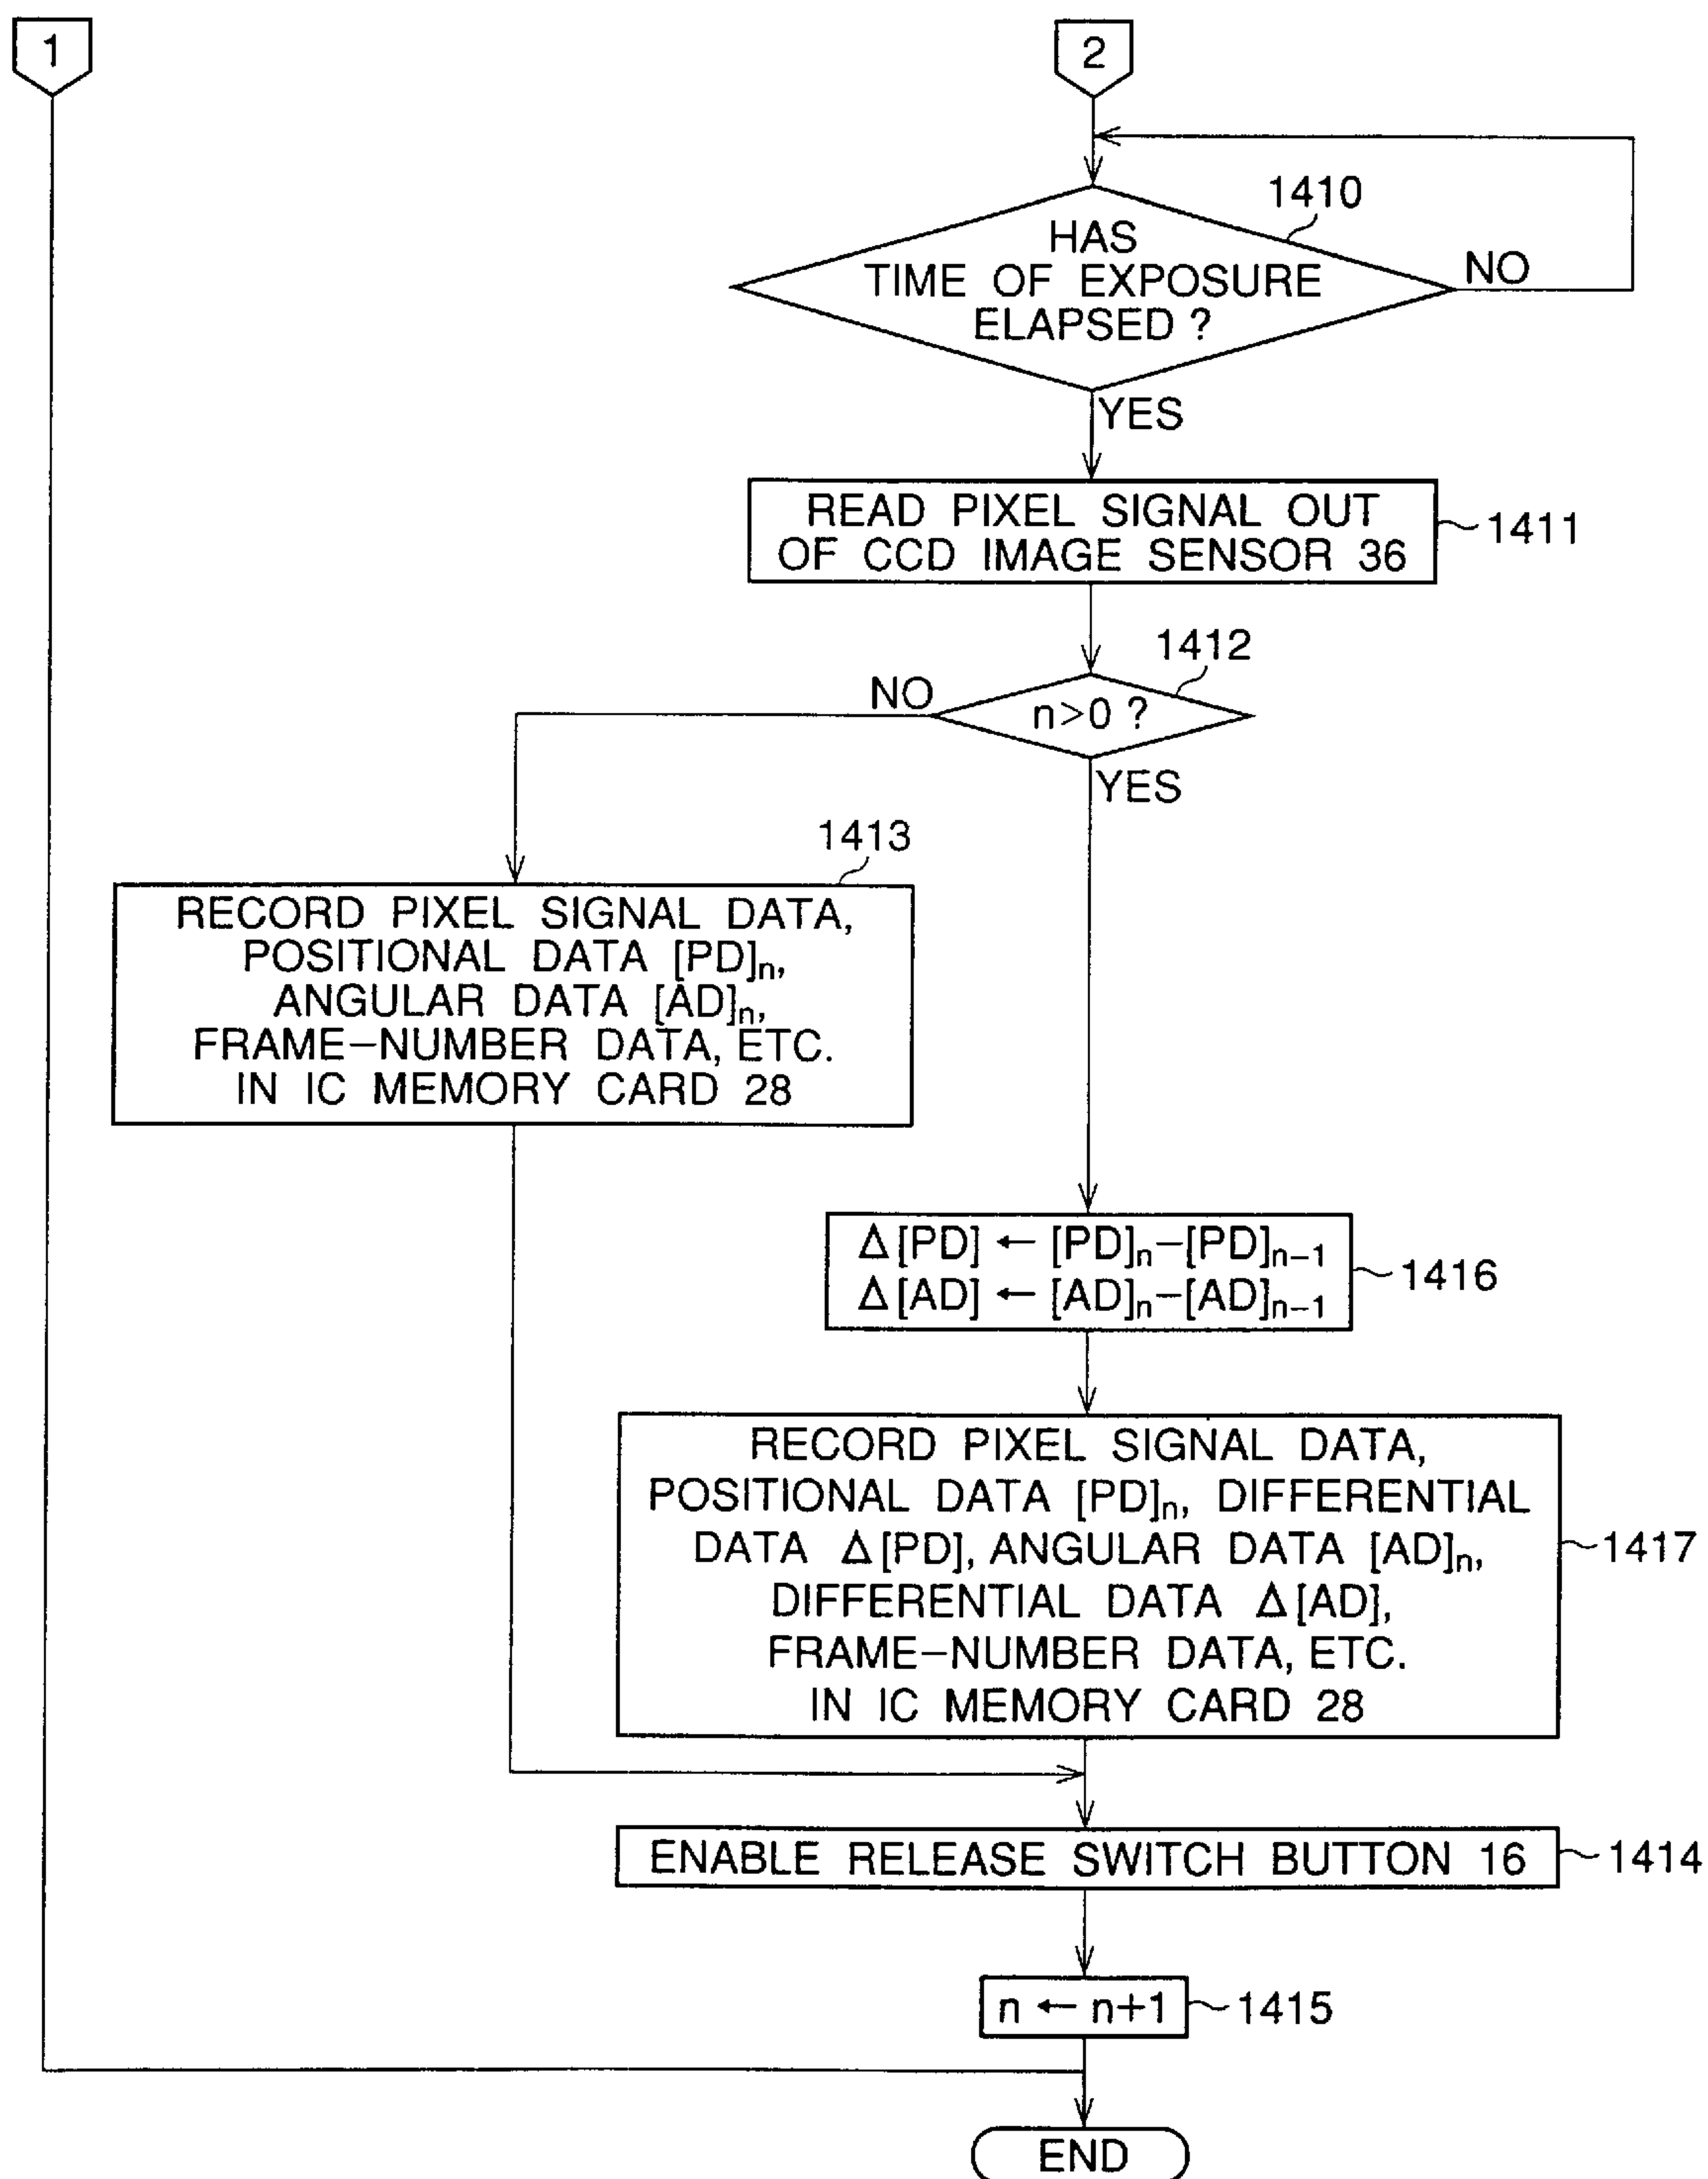 1
2
1410
HAS
TIME OF EXPOSURE
ELAPSED ?
NO
YES
READ PIXEL SIGNAL OUT
OF CCD IMAGE SENSOR 36
1411
1412
NO
n>0 ?
YES
1413
RECORD PIXEL SIGNAL DATA,
POSITIONAL DATA [PD]n,
ANGULAR DATA [AD]n,
FRAME-NUMBER DATA, ETC.
IN IC MEMORY CARD 28
Δ[PD] ← [PD]n-[PD]n-1
Δ[AD] ← [AD]n-[AD]n-1
1416
RECORD PIXEL SIGNAL DATA,
POSITIONAL DATA [PD]n, DIFFERENTIAL
DATA Δ[PD], ANGULAR DATA [AD]n,
DIFFERENTIAL DATA Δ[AD],
FRAME-NUMBER DATA, ETC.
IN IC MEMORY CARD 28
1417
ENABLE RELEASE SWITCH BUTTON 16
1414
n ← n+1
1415
END